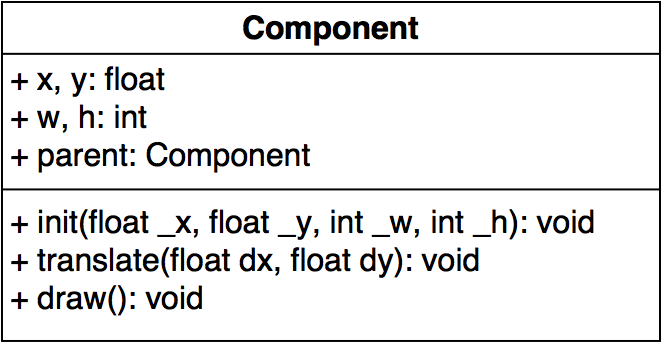 Component
+ x, y: float
+ w, h: int
+ parent: Component
+ init(float _x, float _y, int _w, int _h): void
+ translate(float dx, float dy): void
+ draw(): void